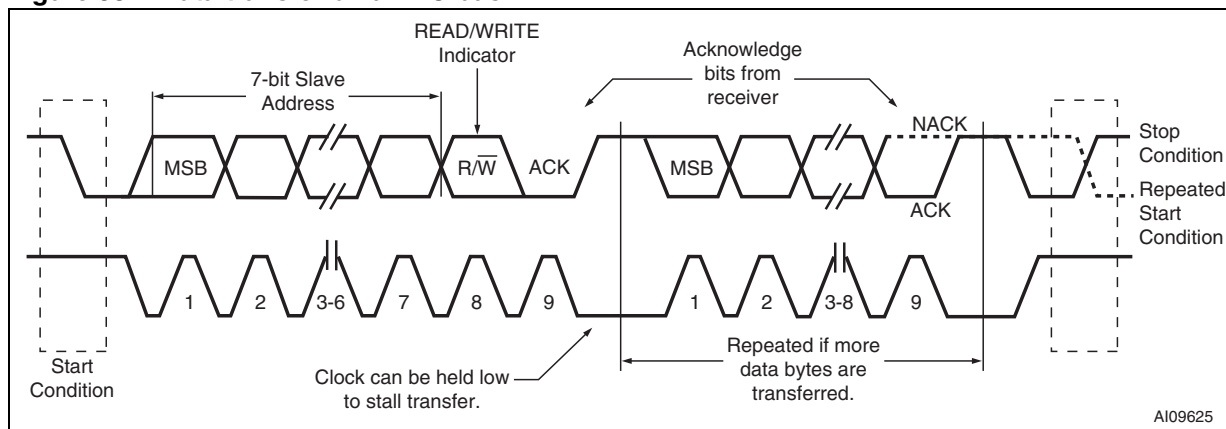 READ/WRITE
Indicator
Acknowledge
bits from
receiver
7-bit Slave
Address
NACK
Stop
Condition
MSB
R/W̅
ACK
MSB
ACK
Repeated
Start
Condition
1
2
3-6
7
8
9
1
2
3-8
9
Start
Condition
Clock can be held low
to stall transfer.
Repeated if more
data bytes are
transferred.
AI09625